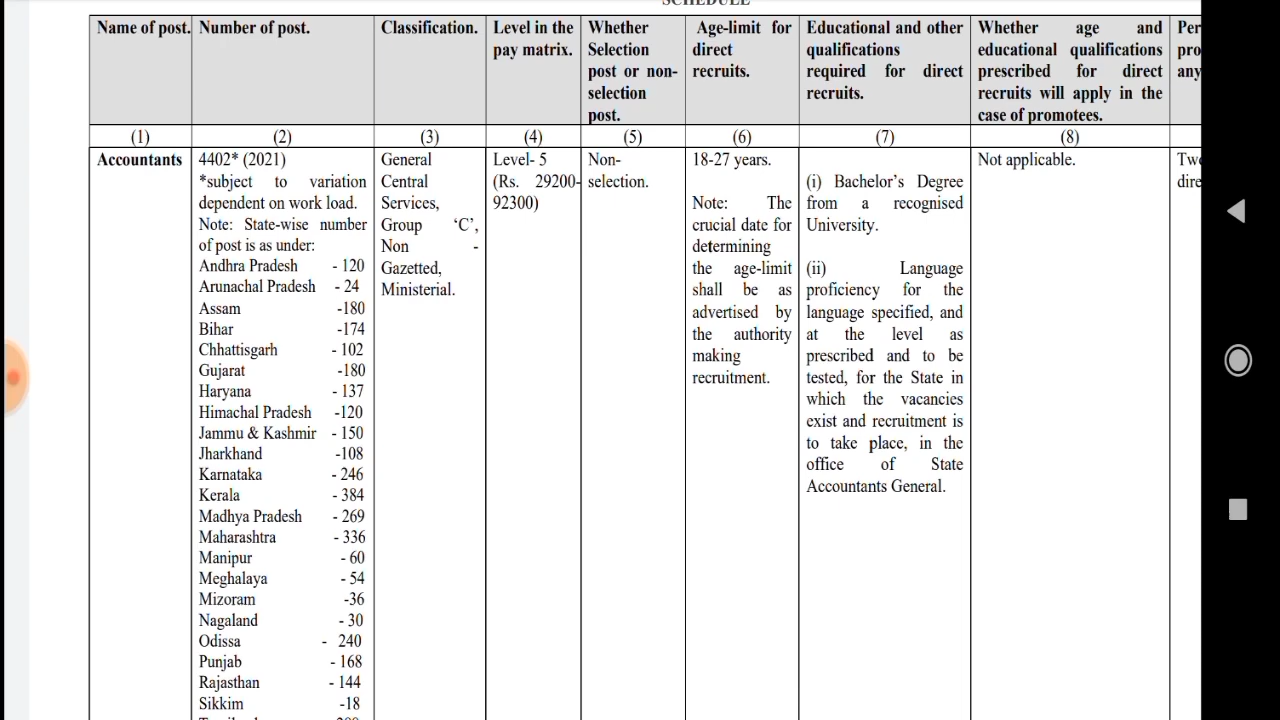 SCHEDULE
Name of post.
Number of post.
Classification.
Level in the
pay matrix.
Whether
Selection
post or non-
selection
post.
Age-limit for
direct
recruits.
Educational and other
qualifications
required for direct
recruits.
Whether age and
educational qualifications
prescribed for direct
recruits will apply in the
case of promotees.
Per
pro
any
(1)
(2)
(3)
(4)
(5)
(6)
(7)
(8)
Accountants
4402* (2021)
*subject to variation
dependent on work load.
Note: State-wise number
of post is as under:
Andhra Pradesh - 120
Arunachal Pradesh - 24
Assam -180
Bihar -174
Chhattisgarh - 102
Gujarat -180
Haryana - 137
Himachal Pradesh -120
Jammu & Kashmir - 150
Jharkhand -108
Karnataka - 246
Kerala - 384
Madhya Pradesh - 269
Maharashtra - 336
Manipur - 60
Meghalaya - 54
Mizoram -36
Nagaland - 30
Odissa - 240
Punjab - 168
Rajasthan - 144
Sikkim -18
General
Central
Services,
Group ‘C’,
Non -
Gazetted,
Ministerial.
Level- 5
(Rs. 29200-
92300)
Non-
selection.
18-27 years.
Note: The
crucial date for
determining
the age-limit
shall be as
advertised by
the authority
making
recruitment.
(i) Bachelor’s Degree
from a recognised
University.
(ii) Language
proficiency for the
language specified, and
at the level as
prescribed and to be
tested, for the State in
which the vacancies
exist and recruitment is
to take place, in the
office of State
Accountants General.
Not applicable.
Two
dire